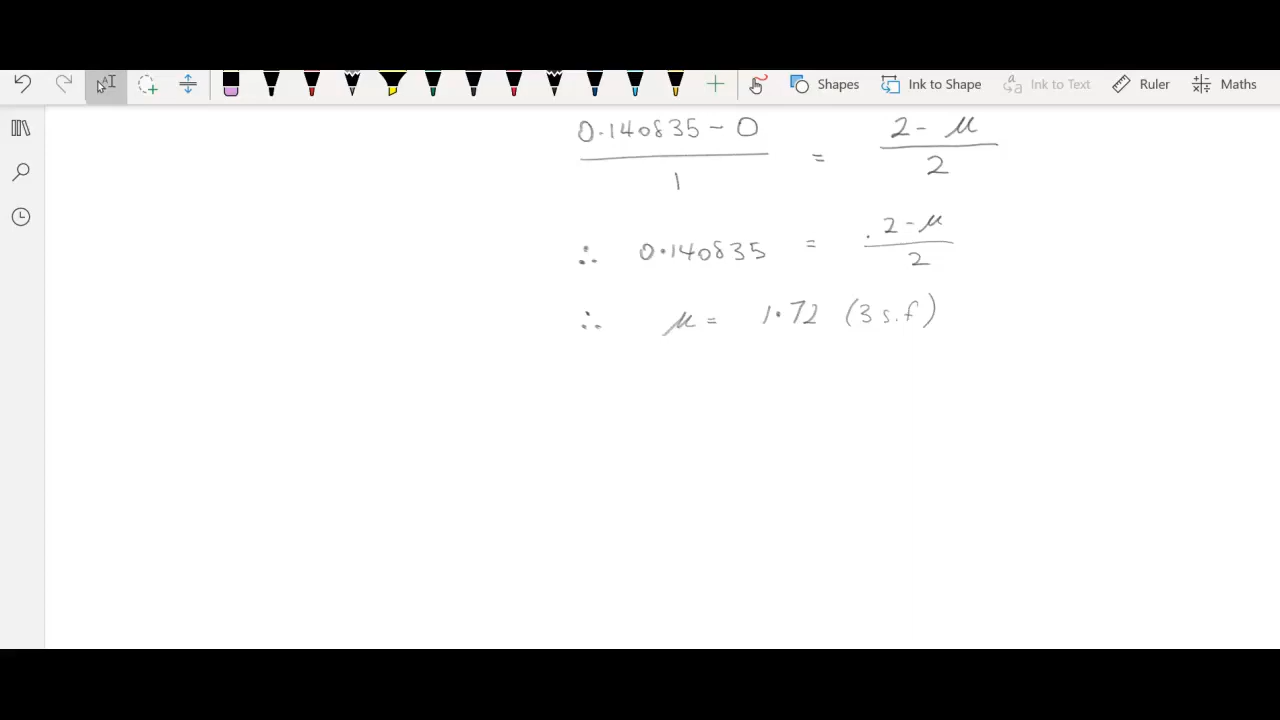 Shapes Ink to Shape Ink to Text Ruler Maths
0.140835 - 0 / 1 = 2 - μ / 2
∴ 0.140835 = . 2 - μ / 2
∴ μ = 1.72 (3 s.f)